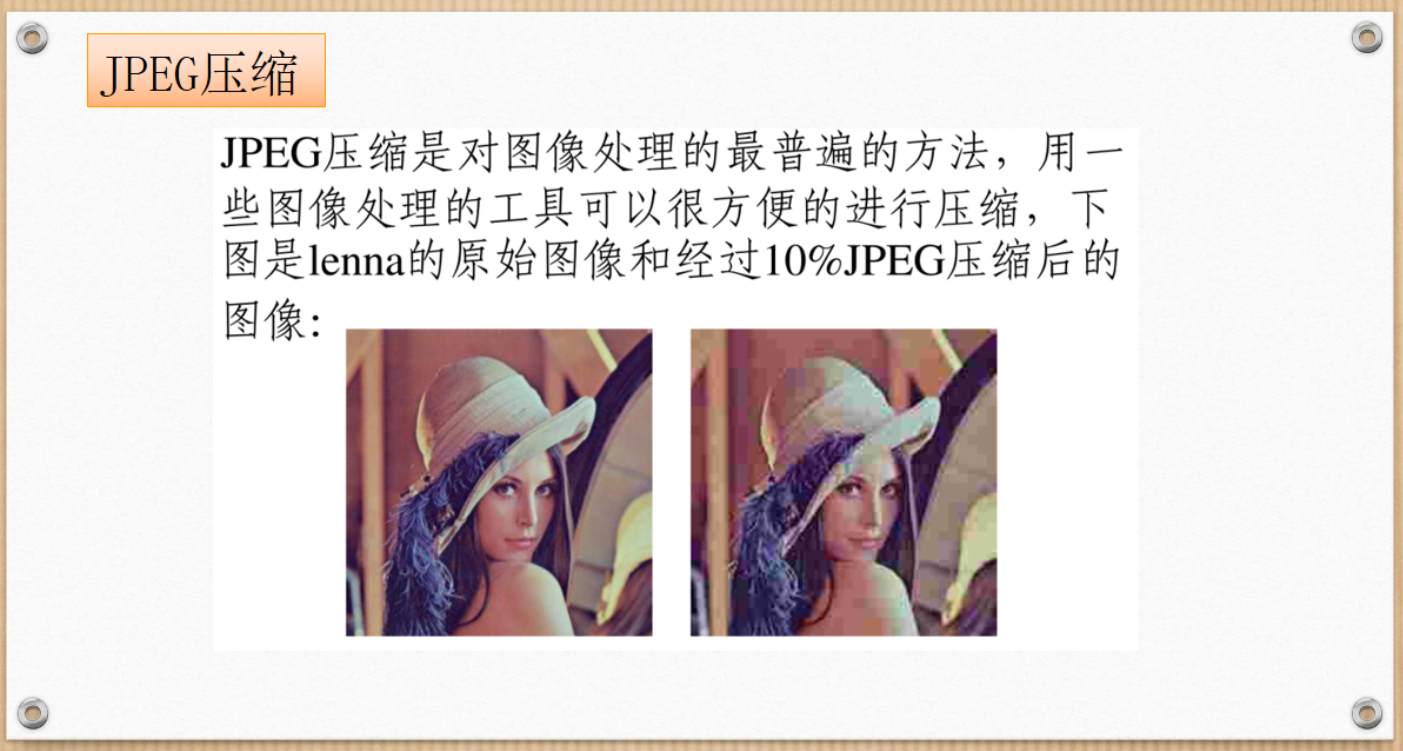 JPEG压缩
JPEG压缩是对图像处理的最普遍的方法，用一
些图像处理的工具可以很方便的进行压缩，下
图是lenna的原始图像和经过10%JPEG压缩后的
图像：